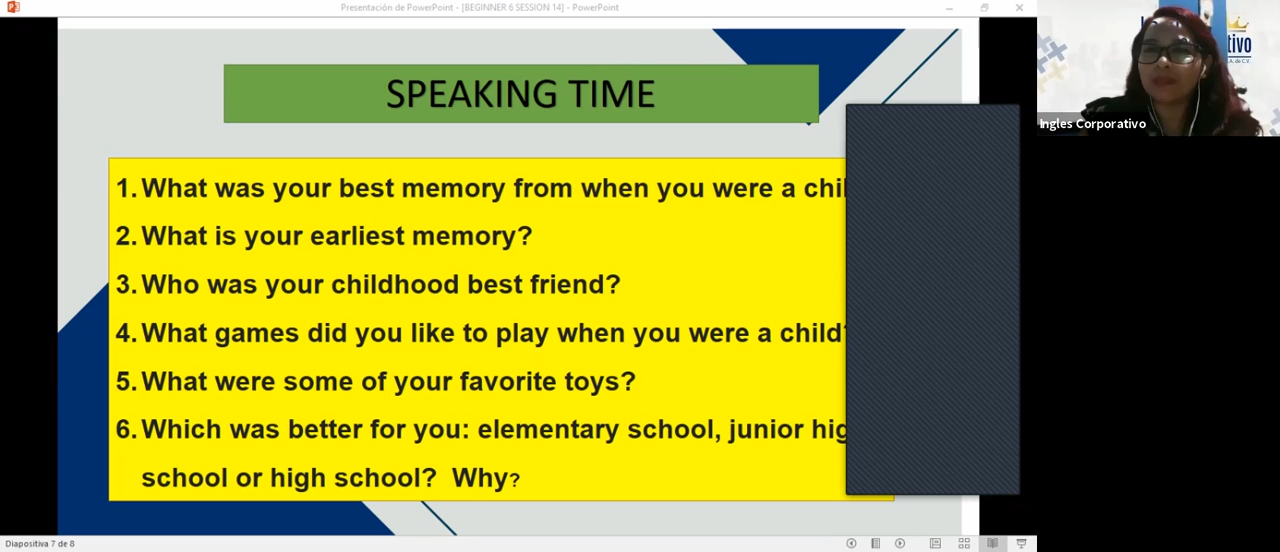 Presentación de PowerPoint - [BEGINNER 6 SESSION 14] - PowerPoint
tivo
S.A. de C.V.
Ingles Corporativo
SPEAKING TIME
1. What was your best memory from when you were a chil
2. What is your earliest memory?
3. Who was your childhood best friend?
4. What games did you like to play when you were a child?
5. What were some of your favorite toys?
6. Which was better for you: elementary school, junior hig
school or high school?  Why?
Diapositiva 7 de 8